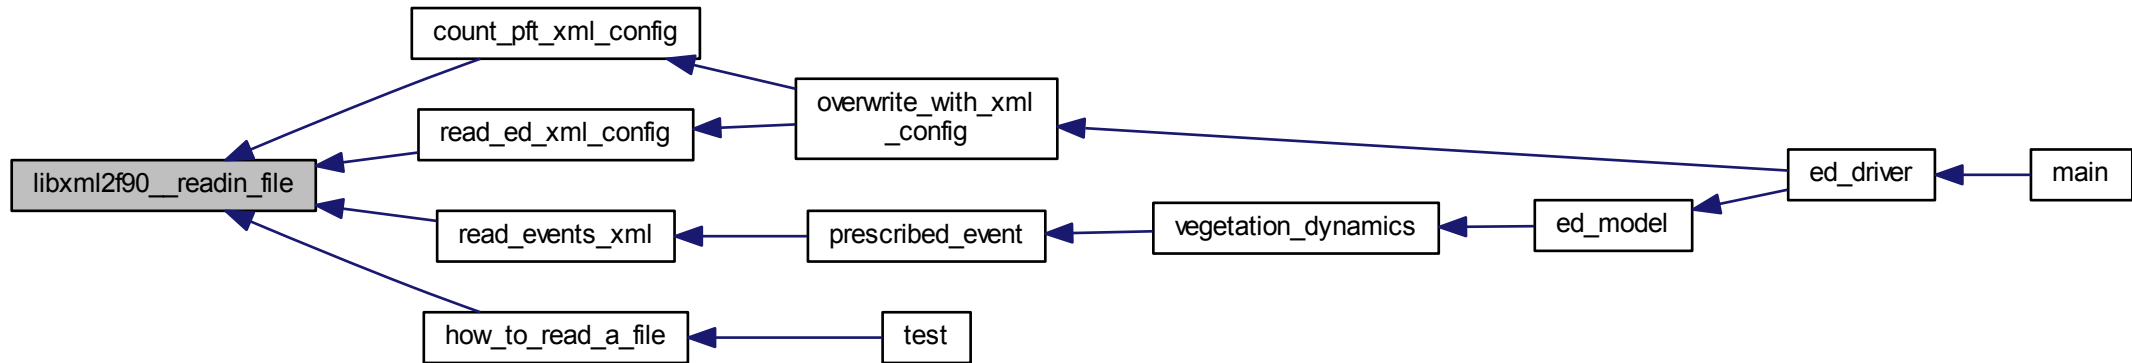 count_pft_xml_config
overwrite_with_xml
_config
read_ed_xml_config
libxml2f90__readin_file
ed_driver
main
read_events_xml
prescribed_event
vegetation_dynamics
ed_model
how_to_read_a_file
test